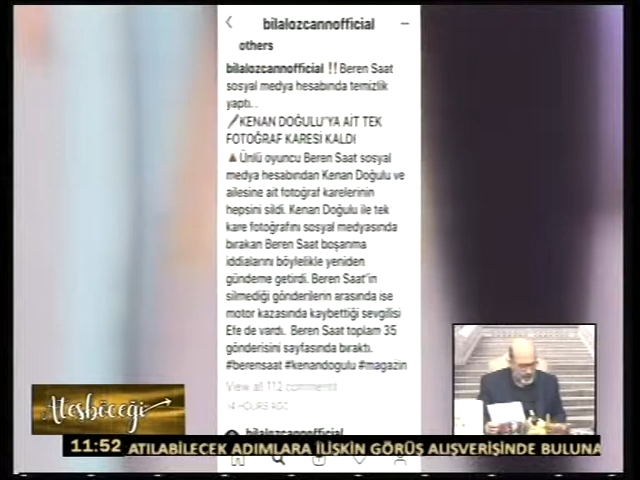 bilalozcannofficial
others
bilalozcannofficial ‼Beren Saat
sosyal medya hesabında temizlik
yaptı..
KENAN DOĞULU'YA AİT TEK
FOTOĞRAF KARESİ KALDI
Ünlü oyuncu Beren Saat sosyal
medya hesabından Kenan Doğulu ve
ailesine ait fotoğraf karelerinin
hepsini sildi. Kenan Doğulu ile tek
kare fotoğrafını sosyal medyasında
bırakan Beren Saat boşanma
iddialarını böylelikle yeniden
gündeme getirdi. Beren Saat'in
silmediği gönderilerin arasında ise
motor kazasında kaybettiği sevgilisi
Efe de vardı. Beren Saat toplam 35
gönderisini sayfasında bıraktı.
#berensaat #kenandogulu #magazin
View all 112 comments
14 HOURS AGO
bilalozcannofficial
Ateşböceği
11:52 ATILABİLECEK ADIMLARA İLİŞKİN GÖRÜŞ ALIŞVERİŞİNDE BULUNA